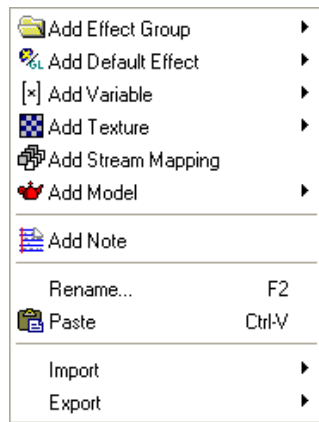 Add Effect Group
Add Default Effect
Add Variable
Add Texture
Add Stream Mapping
Add Model
Add Note
Rename... F2
Paste Ctrl-V
Import
Export